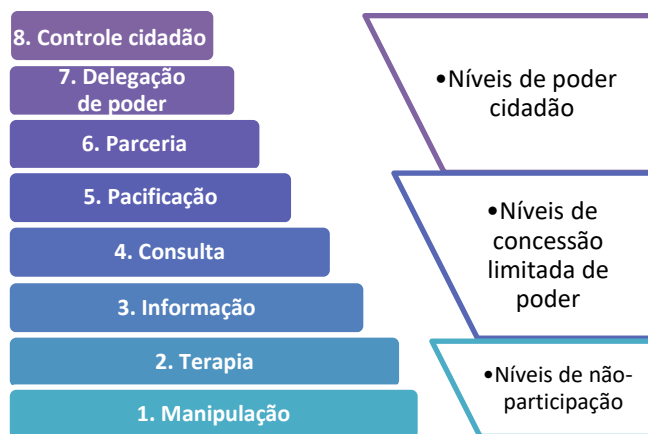 8. Controle cidadão
7. Delegação
de poder
6. Parceria
5. Pacificação
4. Consulta
3. Informação
2. Terapia
1. Manipulação
•Níveis de poder
cidadão
•Níveis de
concessão
limitada de
poder
•Níveis de não-
participação